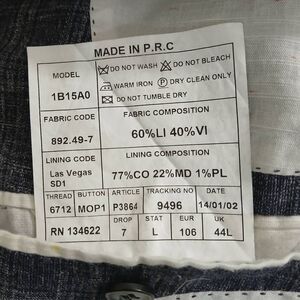 MADE IN P.R.C
MODEL
1B15A0
DO NOT WASH DO NOT BLEACH
WARM IRON P DRY CLEAN ONLY
DO NOT TUMBLE DRY
FABRIC CODE
892.49-7
FABRIC COMPOSITION
60%LI 40%VI
LINING CODE
Las Vegas
SD1
LINING COMPOSITION
77%CO 22%MD 1%PL
THREAD BUTTON ARTICLE TRACKING NO
6712 MOP1 P3864 9496 14/01/02
RN 134622
DROP STAT EUR UK
7 L 106 44L